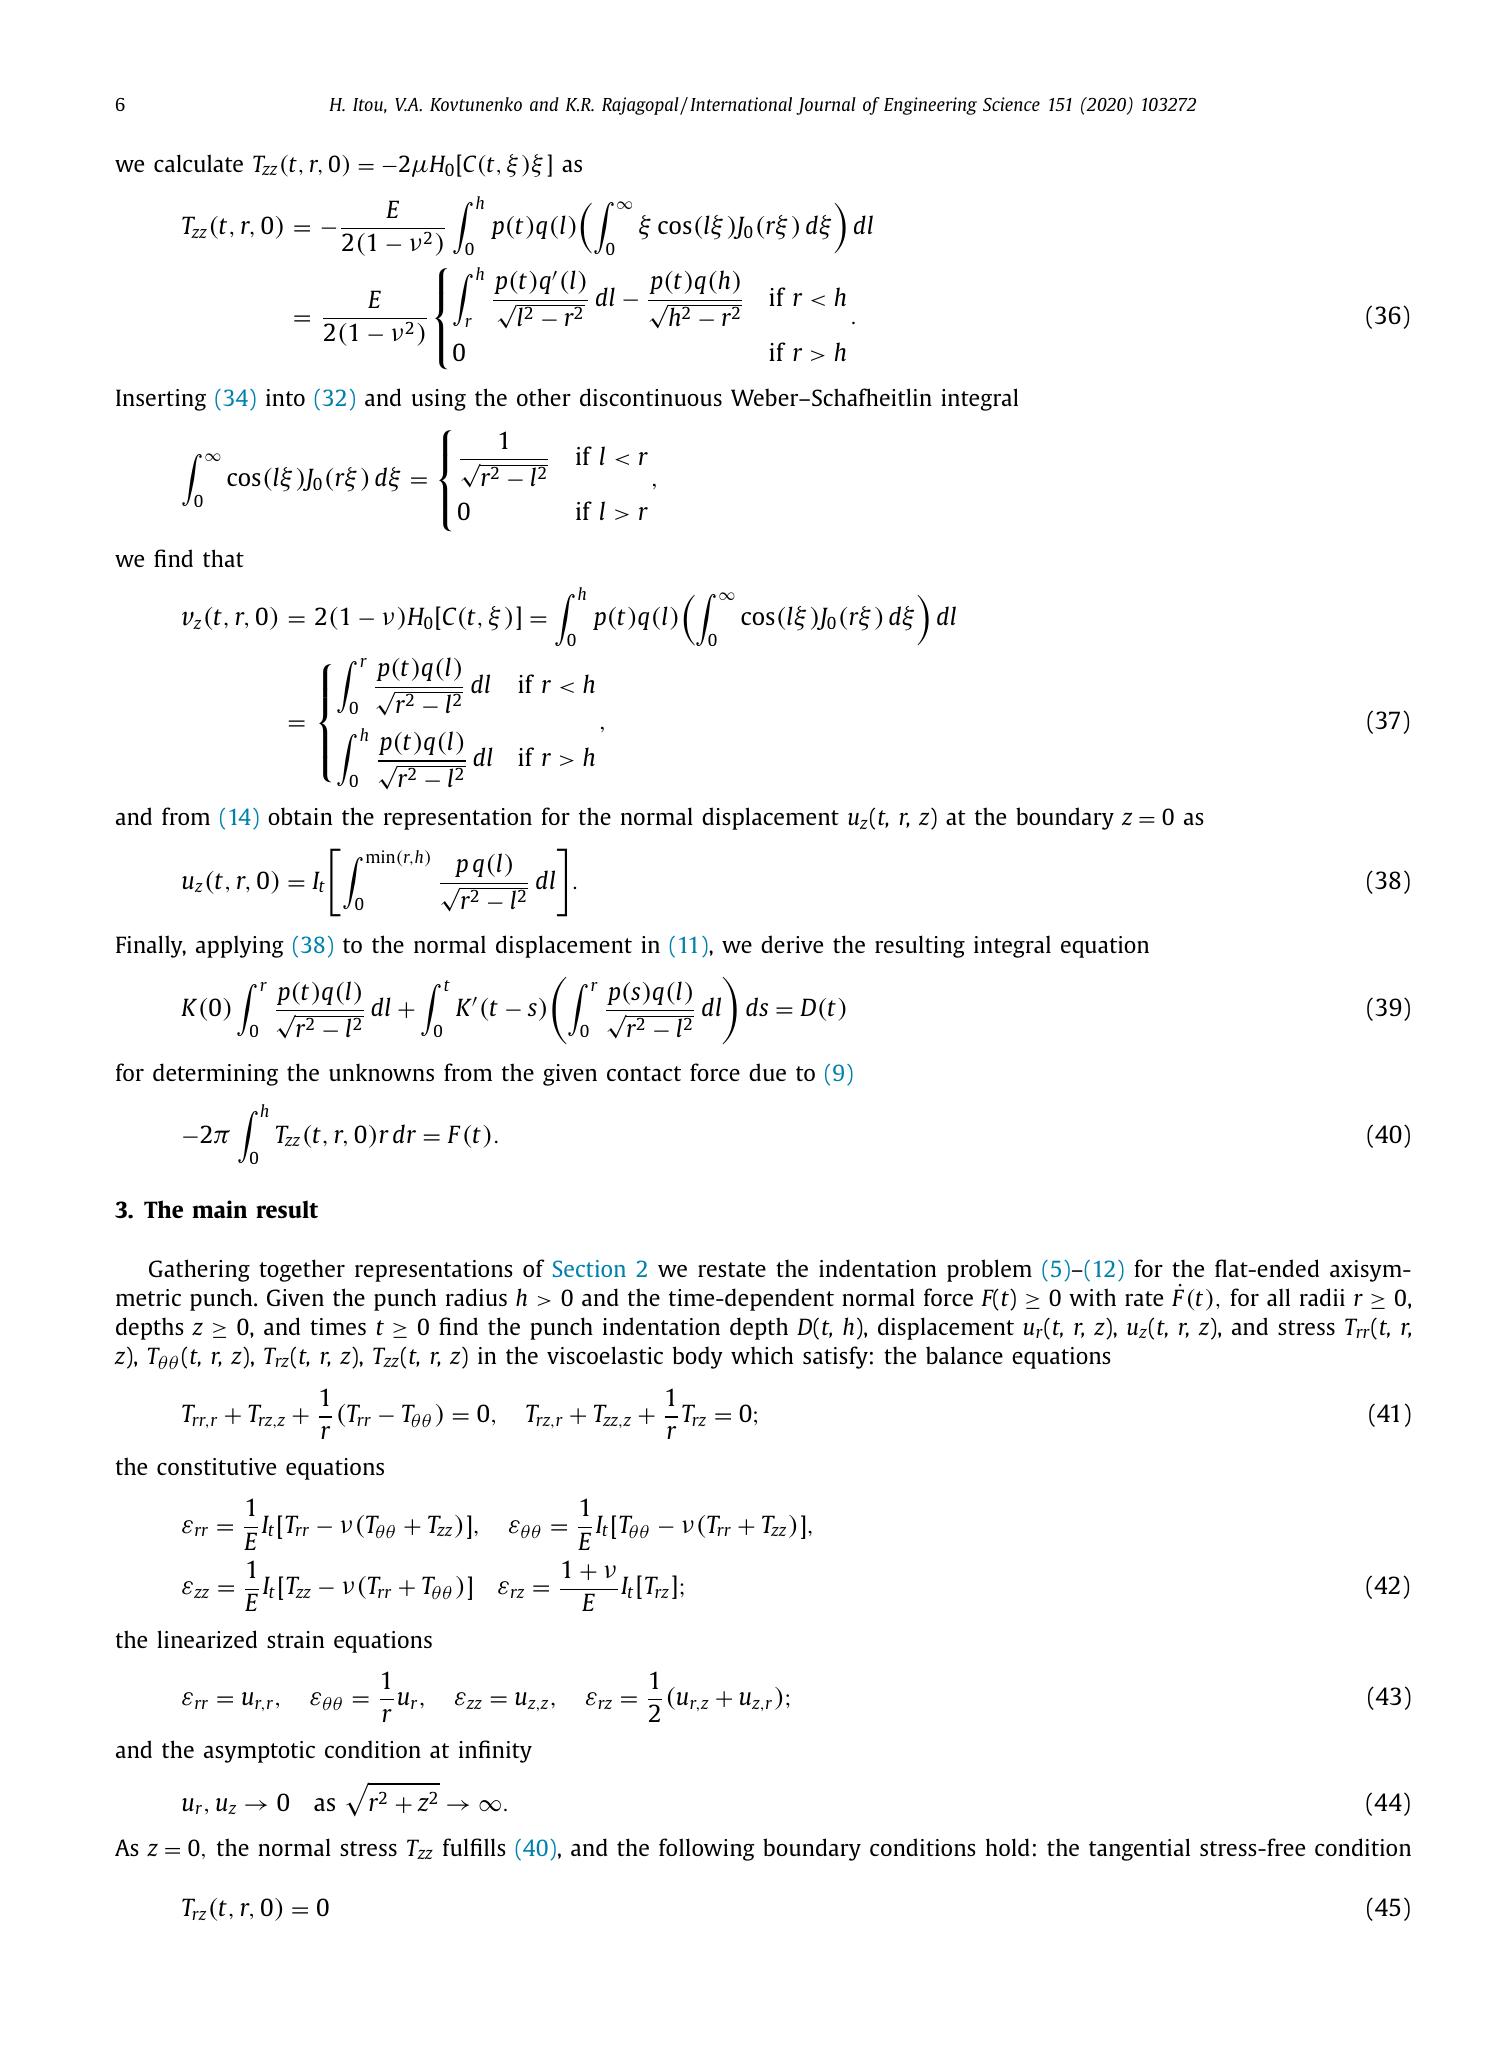 6 H. Itou, V.A. Kovtunenko and K.R. Rajagopal / International Journal of Engineering Science 151 (2020) 103272
we calculate $T_{zz}(t, r, 0) = -2\mu H_0[C(t, \xi)\xi]$ as
$T_{zz}(t, r, 0) = -\frac{E}{2(1-\nu^2)} \int_0^h p(t)q(l) \left( \int_0^\infty \xi \cos(l\xi) J_0(r\xi) \, d\xi \right) dl$
$= \frac{E}{2(1-\nu^2)} \begin{cases} \int_r^h \frac{p(t)q'(l)}{\sqrt{l^2-r^2}} \, dl - \frac{p(t)q(h)}{\sqrt{h^2-r^2}} & \text{if } r < h \\ 0 & \text{if } r > h \end{cases}.$ (36)
Inserting (34) into (32) and using the other discontinuous Weber–Schafheitlin integral
$\int_0^\infty \cos(l\xi) J_0(r\xi) \, d\xi = \begin{cases} \frac{1}{\sqrt{r^2-l^2}} & \text{if } l < r \\ 0 & \text{if } l > r \end{cases},$
we find that
$v_z(t, r, 0) = 2(1-\nu)H_0[C(t, \xi)] = \int_0^h p(t)q(l) \left( \int_0^\infty \cos(l\xi) J_0(r\xi) \, d\xi \right) dl$
$= \begin{cases} \int_0^r \frac{p(t)q(l)}{\sqrt{r^2-l^2}} \, dl & \text{if } r < h \\ \int_0^h \frac{p(t)q(l)}{\sqrt{r^2-l^2}} \, dl & \text{if } r > h \end{cases},$ (37)
and from (14) obtain the representation for the normal displacement $u_z(t, r, z)$ at the boundary $z = 0$ as
$u_z(t, r, 0) = I_t \left[ \int_0^{\min(r,h)} \frac{p \, q(l)}{\sqrt{r^2-l^2}} \, dl \right].$ (38)
Finally, applying (38) to the normal displacement in (11), we derive the resulting integral equation
$K(0) \int_0^r \frac{p(t)q(l)}{\sqrt{r^2-l^2}} \, dl + \int_0^t K'(t-s) \left( \int_0^r \frac{p(s)q(l)}{\sqrt{r^2-l^2}} \, dl \right) ds = D(t)$ (39)
for determining the unknowns from the given contact force due to (9)
$-2\pi \int_0^h T_{zz}(t, r, 0) r \, dr = F(t).$ (40)
3. The main result
Gathering together representations of Section 2 we restate the indentation problem (5)–(12) for the flat-ended axisym-
metric punch. Given the punch radius $h > 0$ and the time-dependent normal force $F(t) \geq 0$ with rate $\dot{F}(t)$, for all radii $r \geq 0$,
depths $z \geq 0$, and times $t \geq 0$ find the punch indentation depth $D(t, h)$, displacement $u_r(t, r, z)$, $u_z(t, r, z)$, and stress $T_{rr}(t, r,$
$z)$, $T_{\theta\theta}(t, r, z)$, $T_{rz}(t, r, z)$, $T_{zz}(t, r, z)$ in the viscoelastic body which satisfy: the balance equations
$T_{rr,r} + T_{rz,z} + \frac{1}{r}(T_{rr} - T_{\theta\theta}) = 0, \quad T_{rz,r} + T_{zz,z} + \frac{1}{r}T_{rz} = 0;$ (41)
the constitutive equations
$\varepsilon_{rr} = \frac{1}{E} I_t[T_{rr} - \nu(T_{\theta\theta} + T_{zz})], \quad \varepsilon_{\theta\theta} = \frac{1}{E} I_t[T_{\theta\theta} - \nu(T_{rr} + T_{zz})],$
$\varepsilon_{zz} = \frac{1}{E} I_t[T_{zz} - \nu(T_{rr} + T_{\theta\theta})] \quad \varepsilon_{rz} = \frac{1+\nu}{E} I_t[T_{rz}];$ (42)
the linearized strain equations
$\varepsilon_{rr} = u_{r,r}, \quad \varepsilon_{\theta\theta} = \frac{1}{r}u_r, \quad \varepsilon_{zz} = u_{z,z}, \quad \varepsilon_{rz} = \frac{1}{2}(u_{r,z} + u_{z,r});$ (43)
and the asymptotic condition at infinity
$u_r, u_z \to 0 \quad \text{as } \sqrt{r^2+z^2} \to \infty.$ (44)
As $z = 0$, the normal stress $T_{zz}$ fulfills (40), and the following boundary conditions hold: the tangential stress-free condition
$T_{rz}(t, r, 0) = 0$ (45)